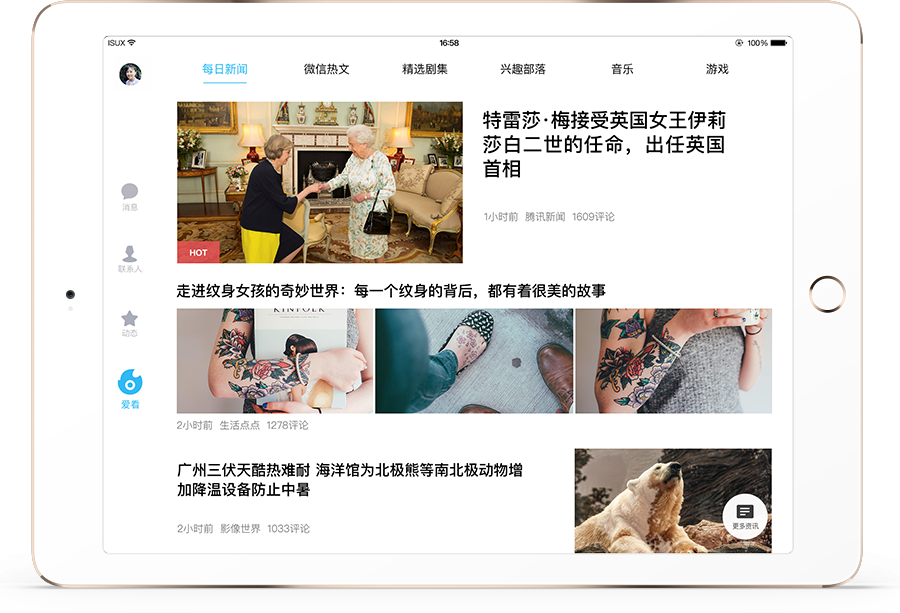 ISUX 16:58 100%
每日新闻 微信热文 精选剧集 兴趣部落 音乐 游戏
消息
联系人
动态
爱看
HOT
特雷莎·梅接受英国女王伊莉
莎白二世的任命，出任英国
首相
1小时前 腾讯新闻 1609评论
走进纹身女孩的奇妙世界：每一个纹身的背后，都有着很美的故事
KINFOLK
2小时前 生活点点 1278评论
广州三伏天酷热难耐 海洋馆为北极熊等南北极动物增
加降温设备防止中暑
2小时前 影像世界 1033评论
更多资讯